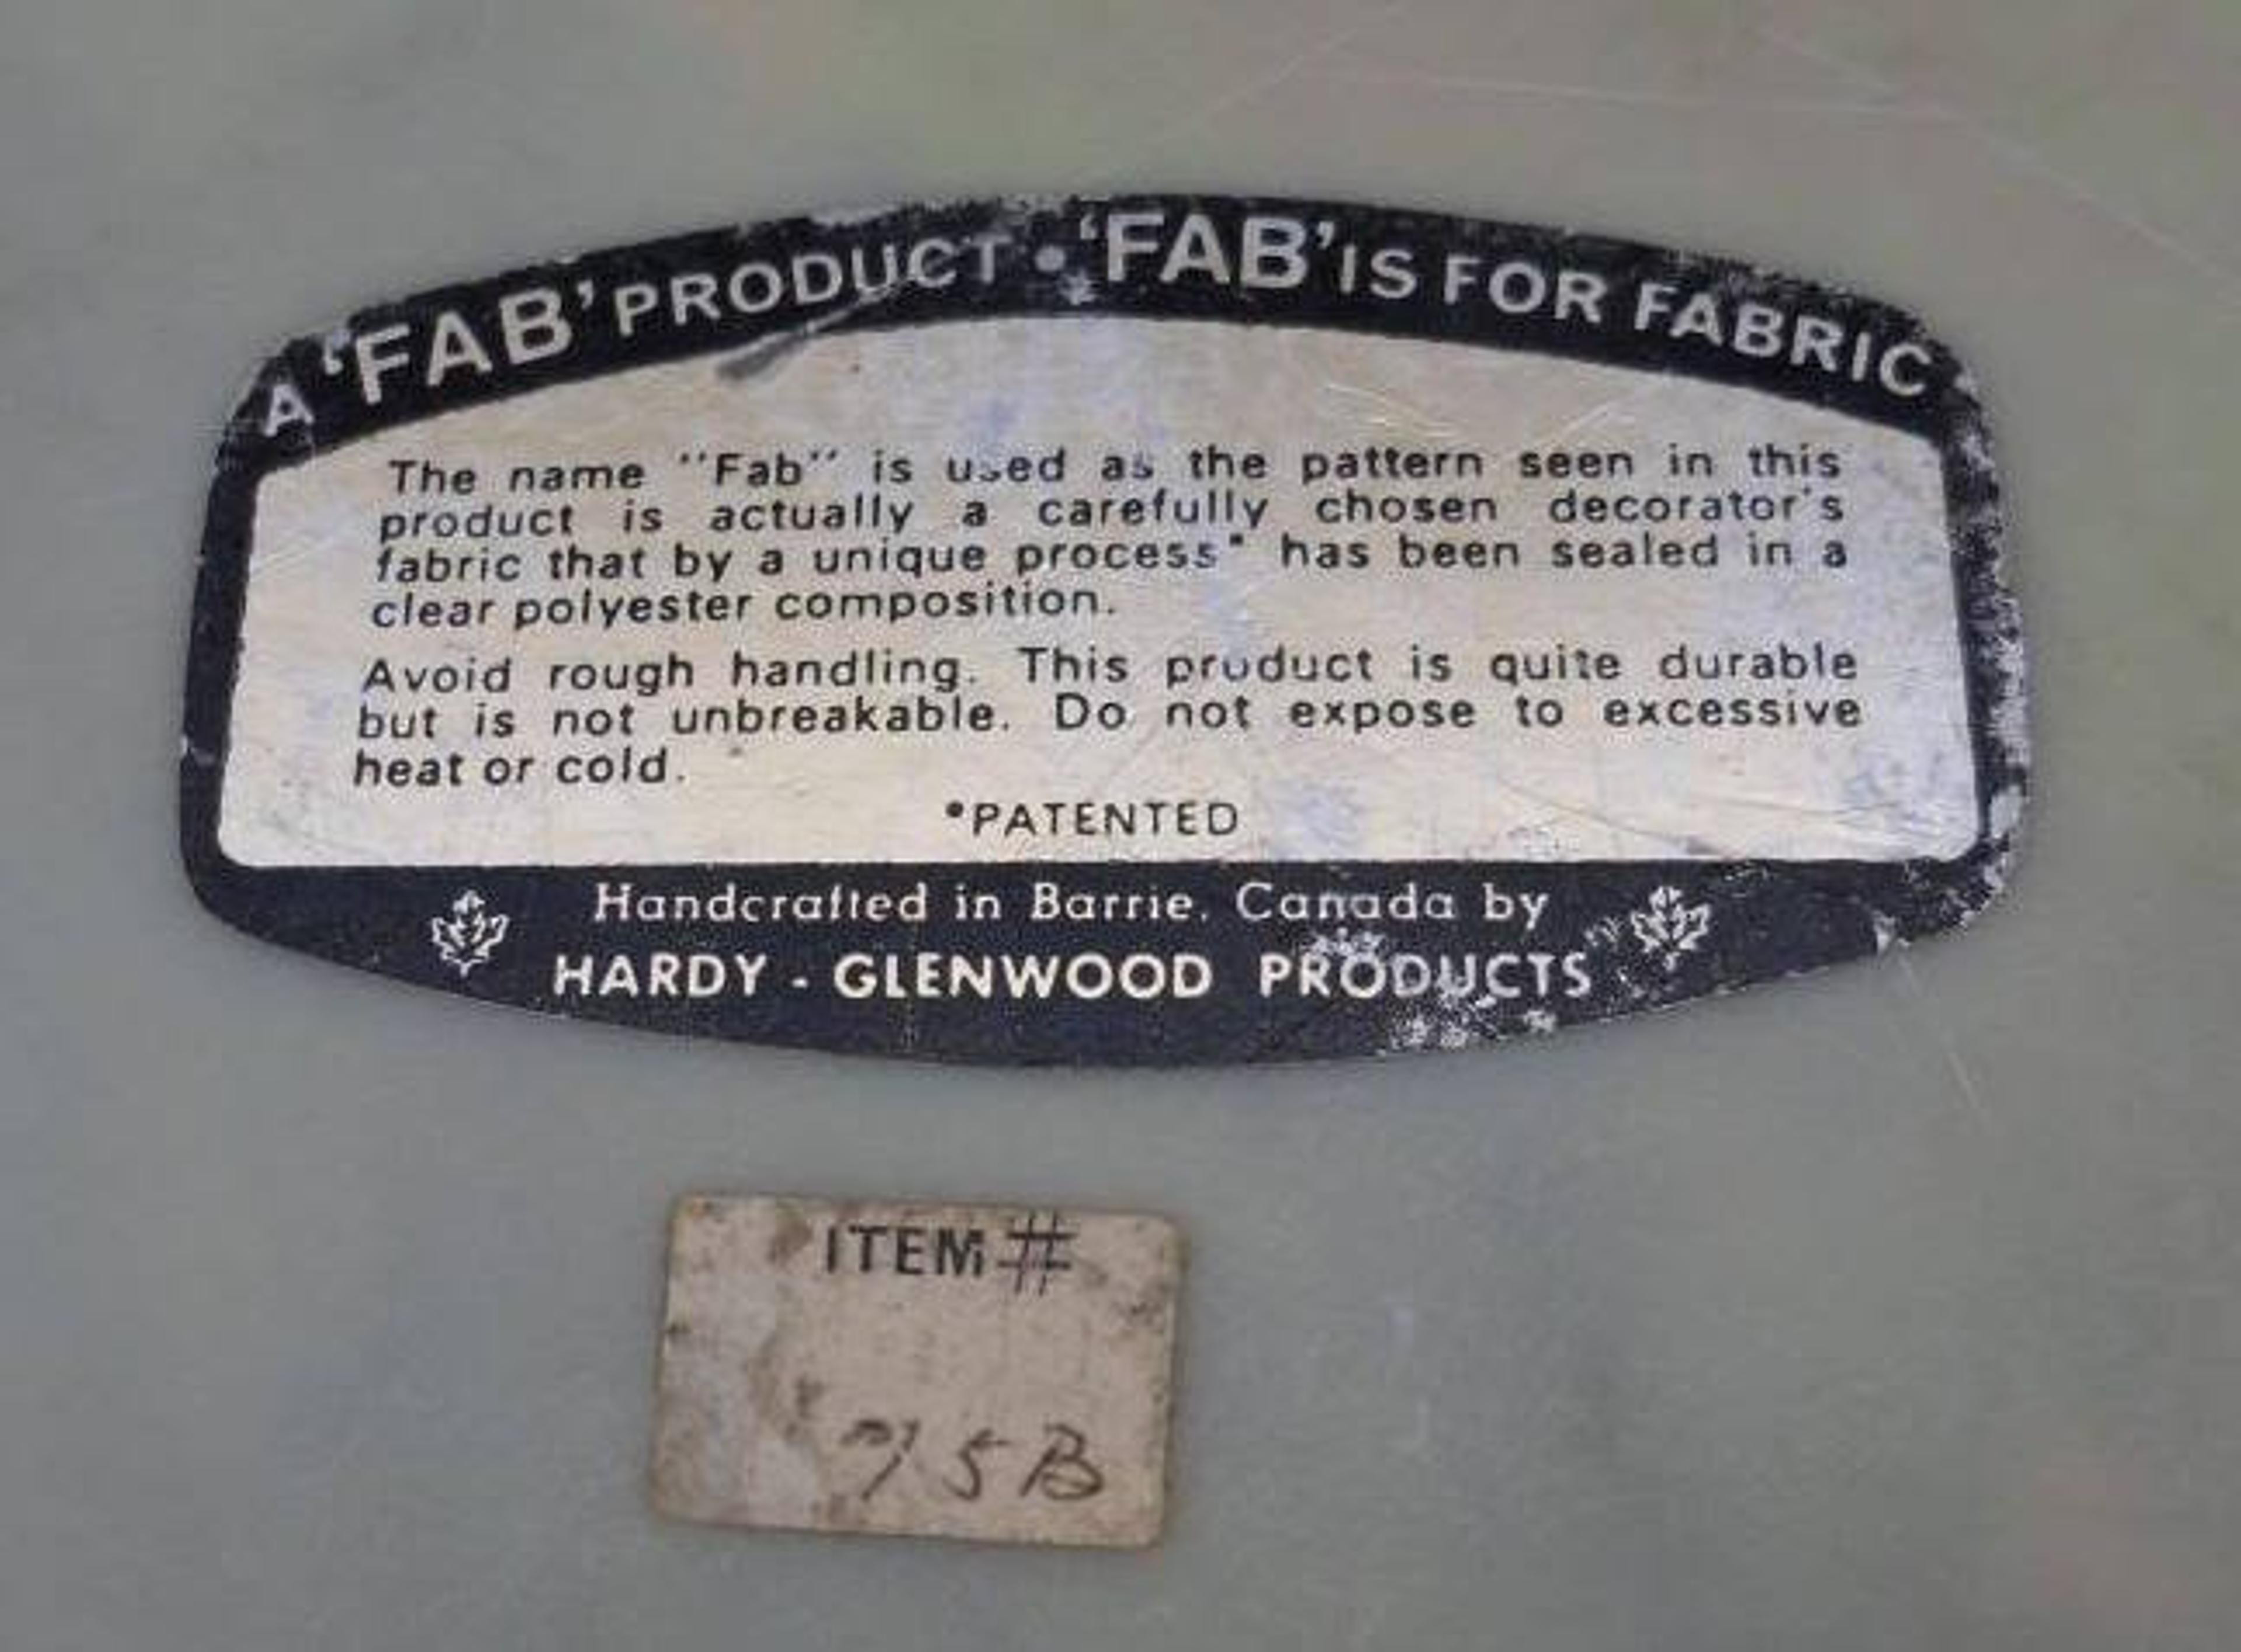 A 'FAB' PRODUCT • 'FAB' IS FOR FABRIC
The name "Fab" is used as the pattern seen in this
product is actually a carefully chosen decorator's
fabric that by a unique process* has been sealed in a
clear polyester composition.
Avoid rough handling. This product is quite durable
but is not unbreakable. Do not expose to excessive
heat or cold.
*PATENTED
Handcrafted in Barrie, Canada by
HARDY - GLENWOOD PRODUCTS
ITEM #
75B